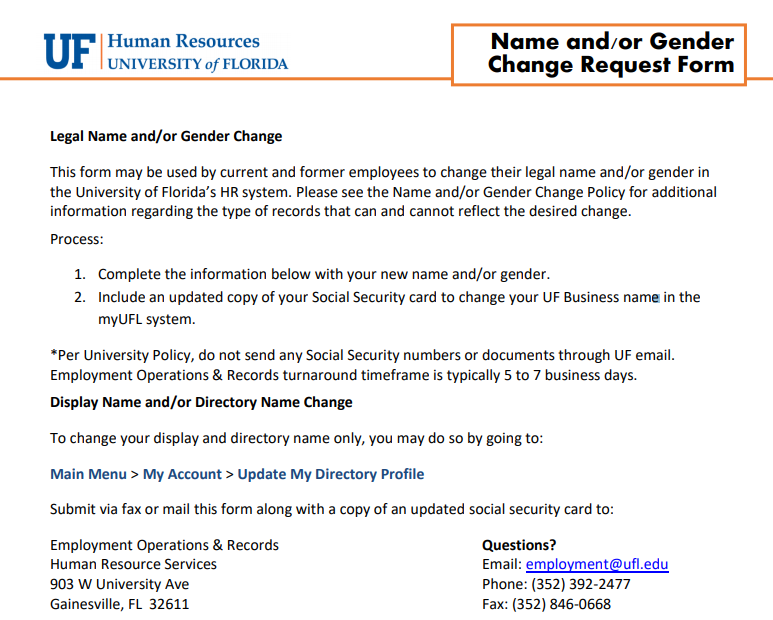 UF Human Resources
UNIVERSITY of FLORIDA
Name and/or Gender
Change Request Form
Legal Name and/or Gender Change
This form may be used by current and former employees to change their legal name and/or gender in
the University of Florida's HR system. Please see the Name and/or Gender Change Policy for additional
information regarding the type of records that can and cannot reflect the desired change.
Process:
1. Complete the information below with your new name and/or gender.
2. Include an updated copy of your Social Security card to change your UF Business name in the
myUFL system.
*Per University Policy, do not send any Social Security numbers or documents through UF email.
Employment Operations & Records turnaround timeframe is typically 5 to 7 business days.
Display Name and/or Directory Name Change
To change your display and directory name only, you may do so by going to:
Main Menu > My Account > Update My Directory Profile
Submit via fax or mail this form along with a copy of an updated social security card to:
Employment Operations & Records
Human Resource Services
903 W University Ave
Gainesville, FL 32611
Questions?
Email: employment@ufl.edu
Phone: (352) 392-2477
Fax: (352) 846-0668